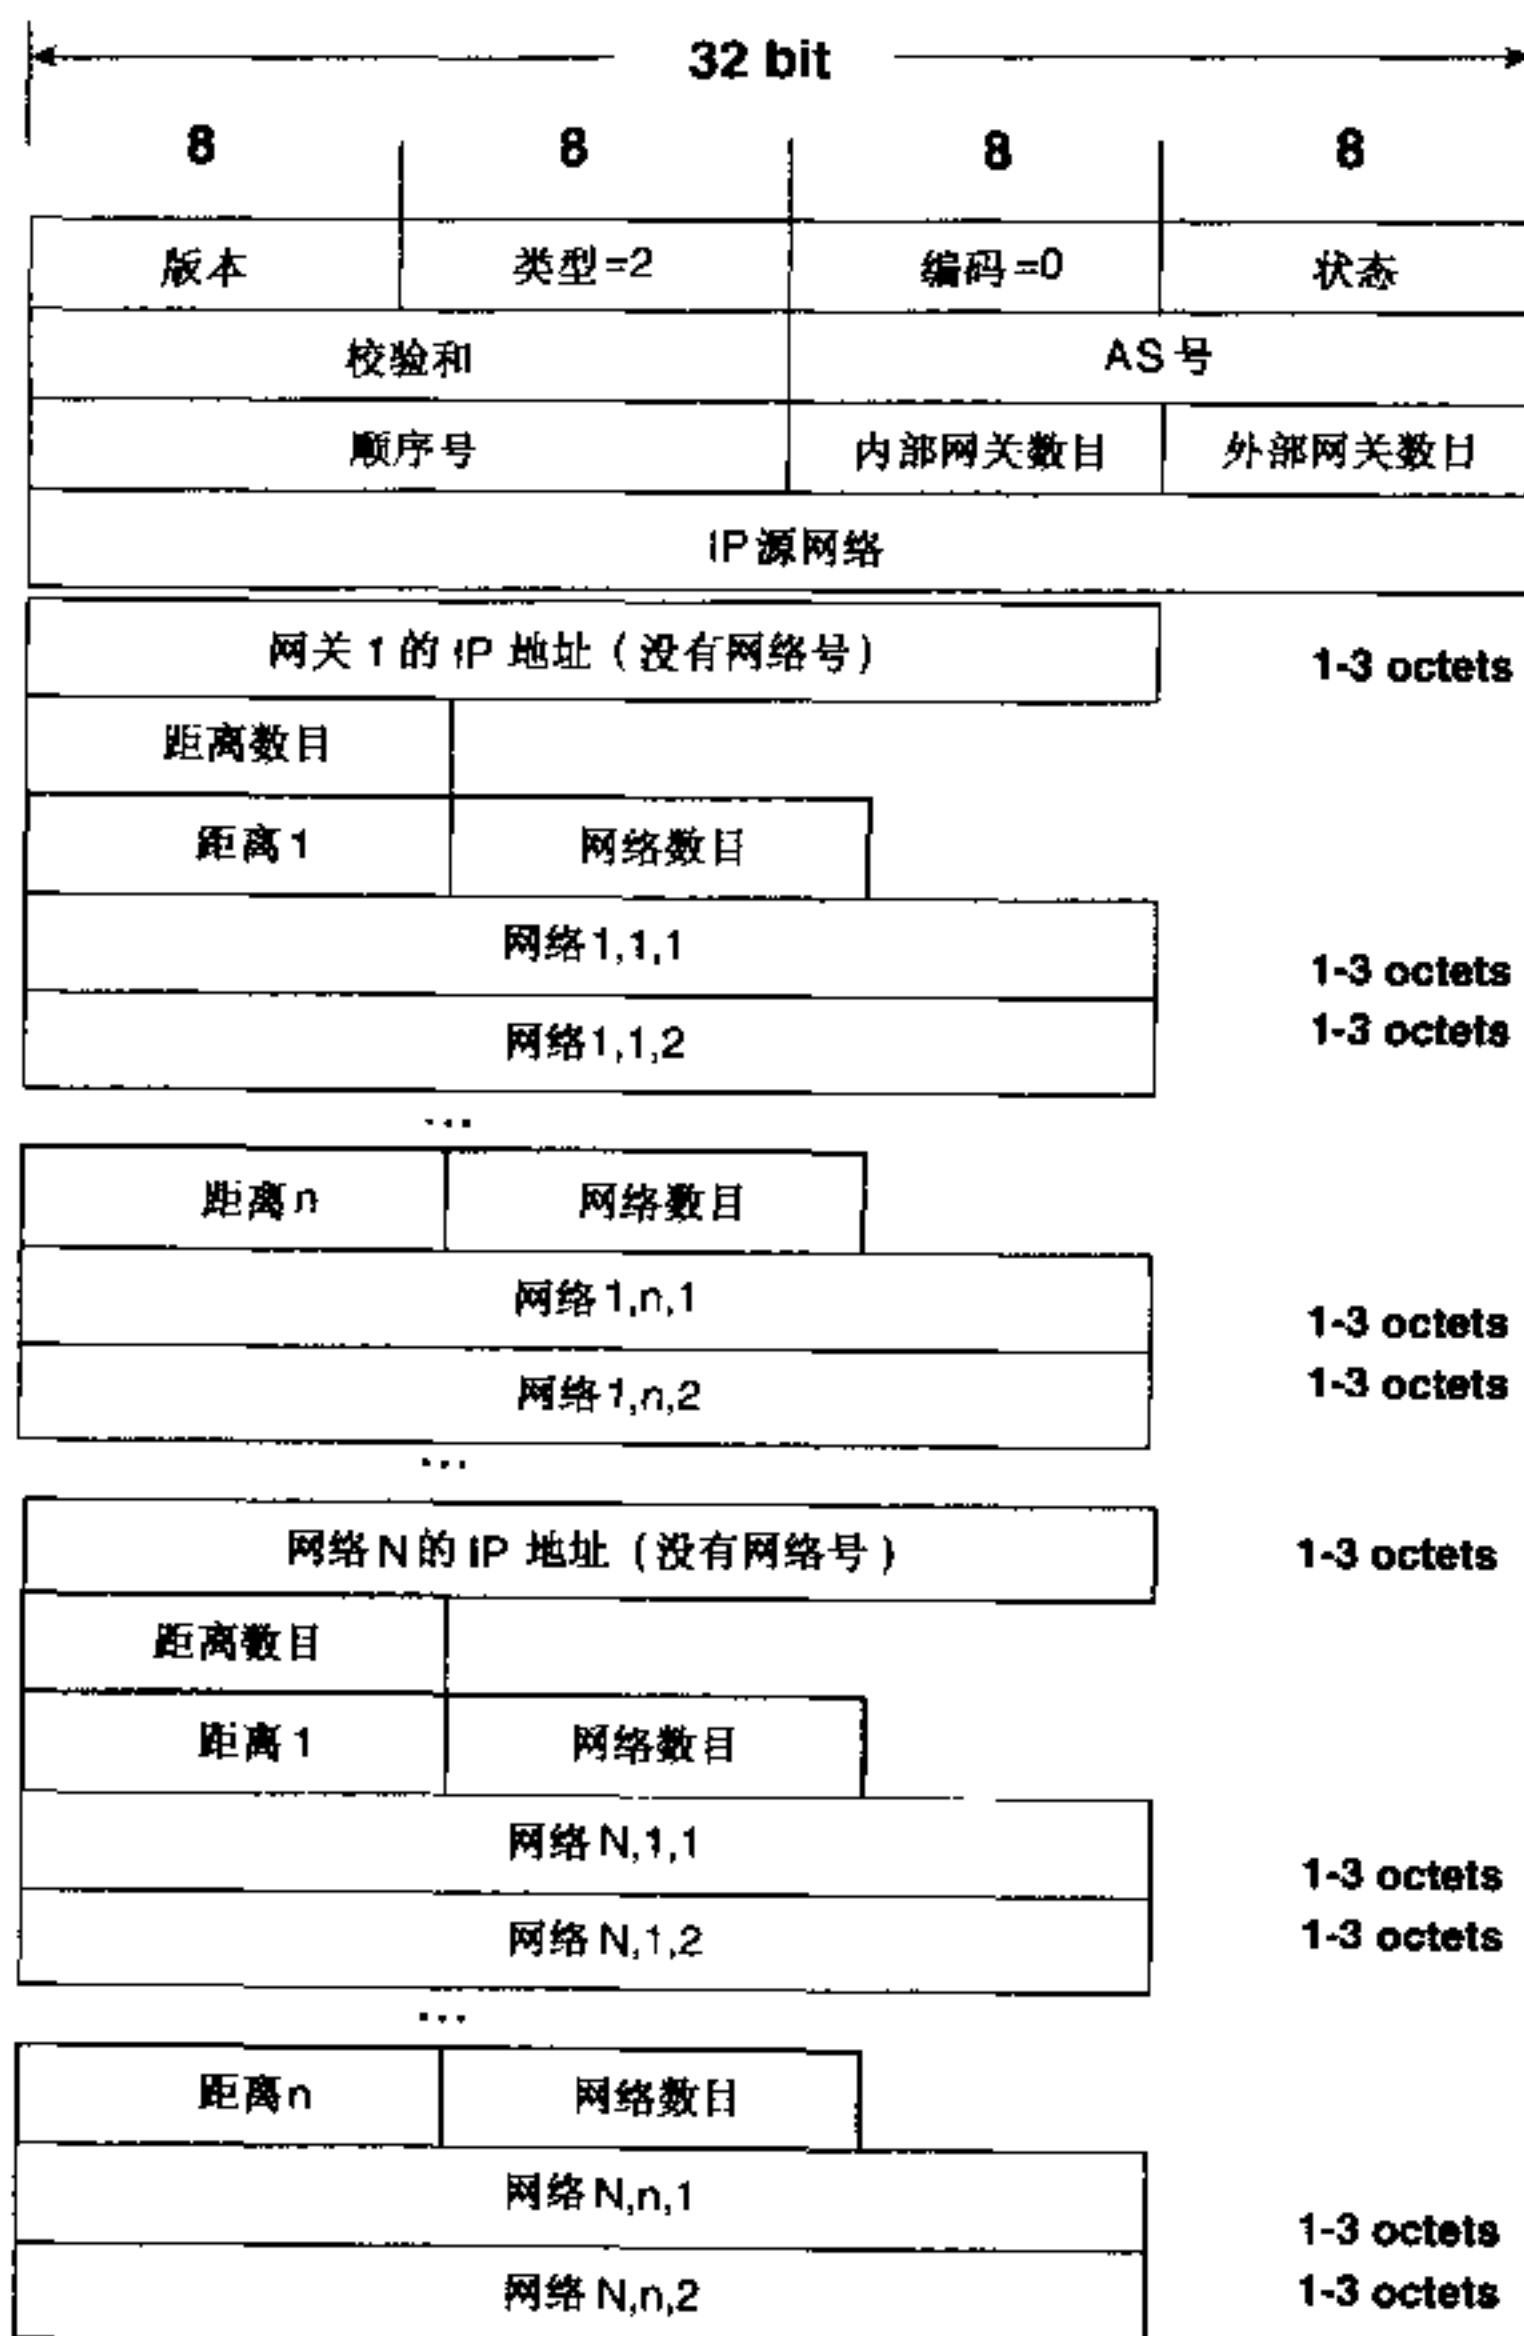 32 bit
8 8 8 8
版本 类型=2 编码=0 状态
校验和 AS号
顺序号 内部网关数目 外部网关数目
IP源网络
网关1的IP 地址（没有网络号） 1-3 octets
距离数目
距离1 网络数目
网络1,1,1 1-3 octets
网络1,1,2 1-3 octets
...
距离n 网络数目
网络1,n,1 1-3 octets
网络1,n,2 1-3 octets
...
网络N的IP 地址（没有网络号） 1-3 octets
距离数目
距离1 网络数目
网络N,1,1 1-3 octets
网络N,1,2 1-3 octets
...
距离n 网络数目
网络N,n,1 1-3 octets
网络N,n,2 1-3 octets